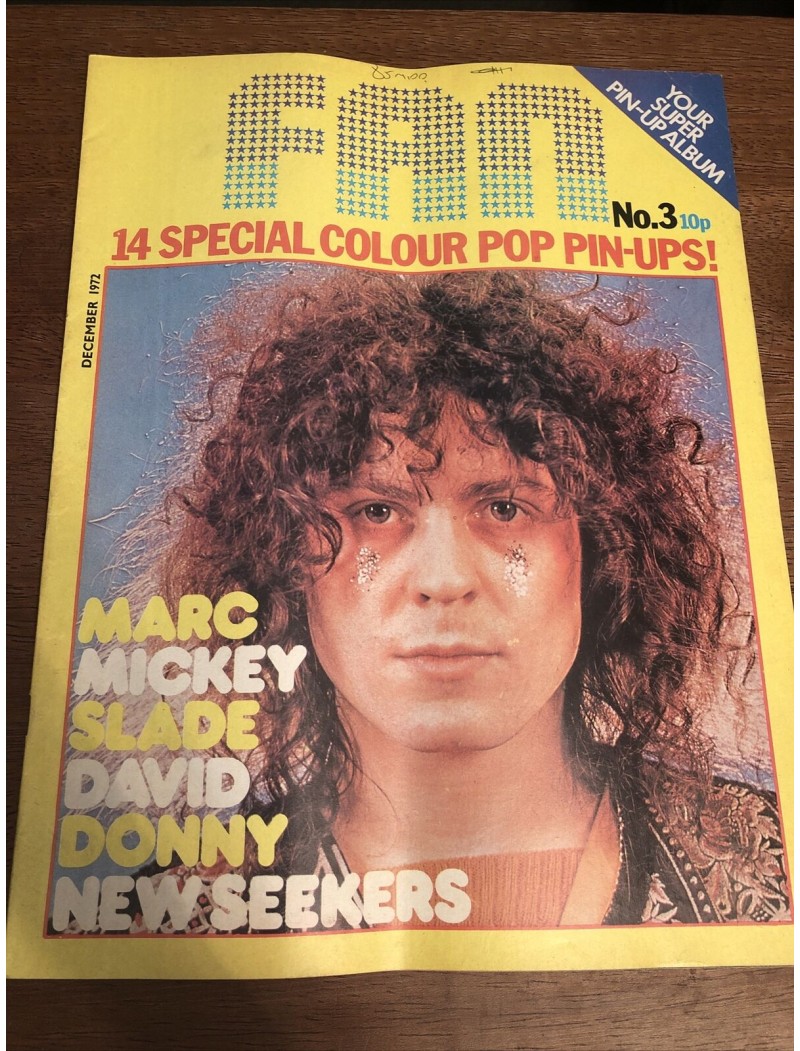 FAN
YOUR
SUPER
PIN-UP ALBUM
No.3 10p
14 SPECIAL COLOUR POP PIN-UPS!
DECEMBER 1972
MARC
MICKEY
SLADE
DAVID
DONNY
NEW SEEKERS